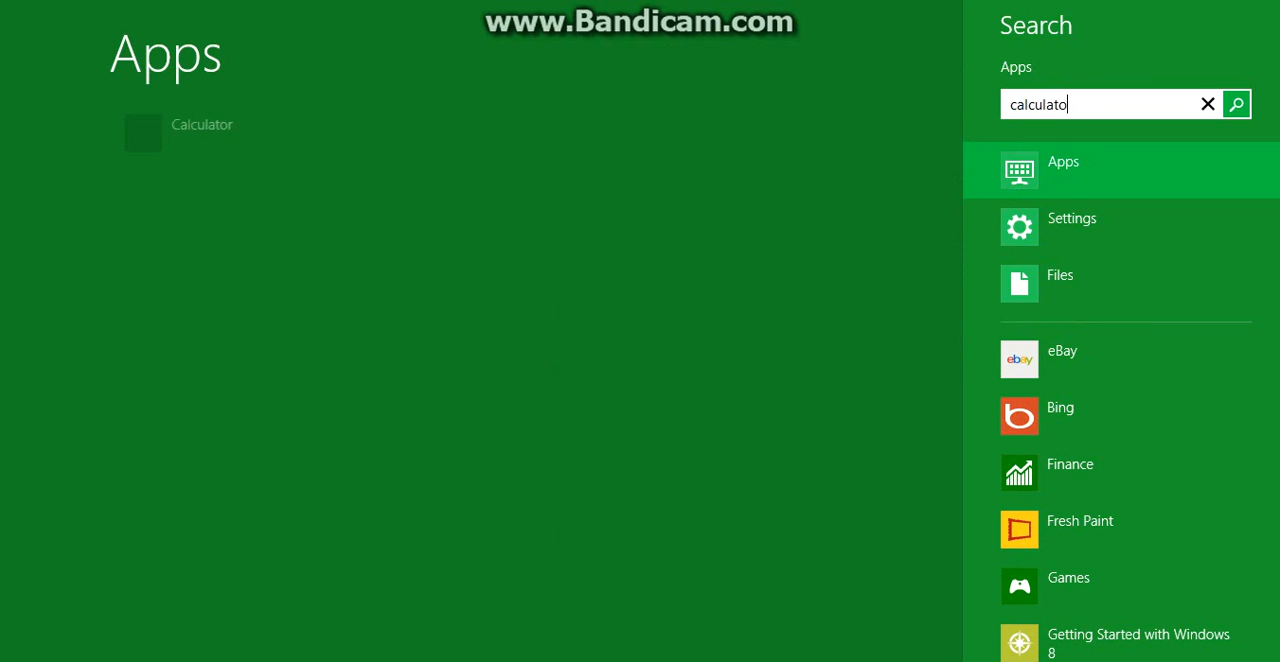 www.Bandicam.com
Apps
Calculator
Search
Apps
calculato
Apps
Settings
Files
ebay
eBay
b
Bing
Finance
Fresh Paint
Games
Getting Started with Windows
8